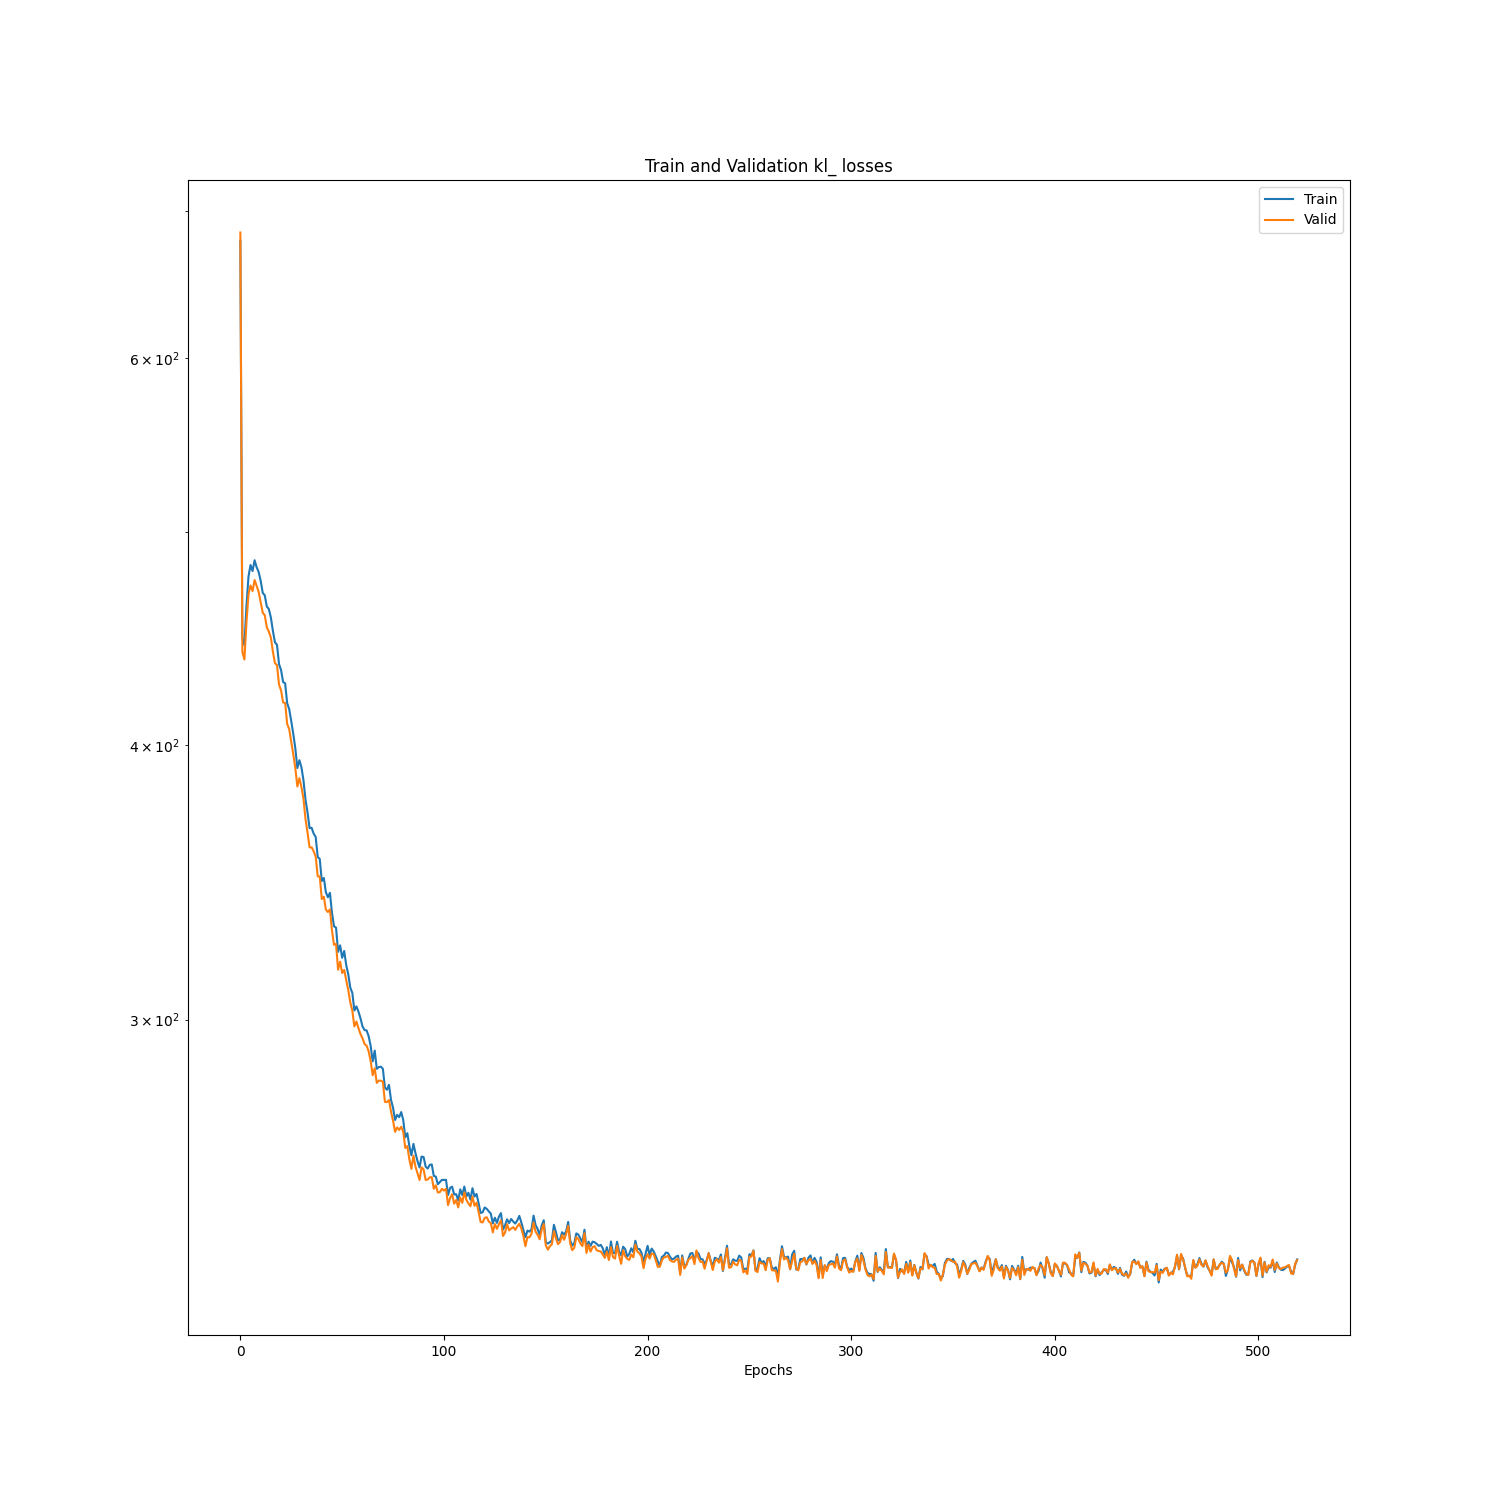 Train and Validation kl_ losses
Train
Valid
6 × 10²
4 × 10²
3 × 10²
0 100 200 300 400 500
Epochs